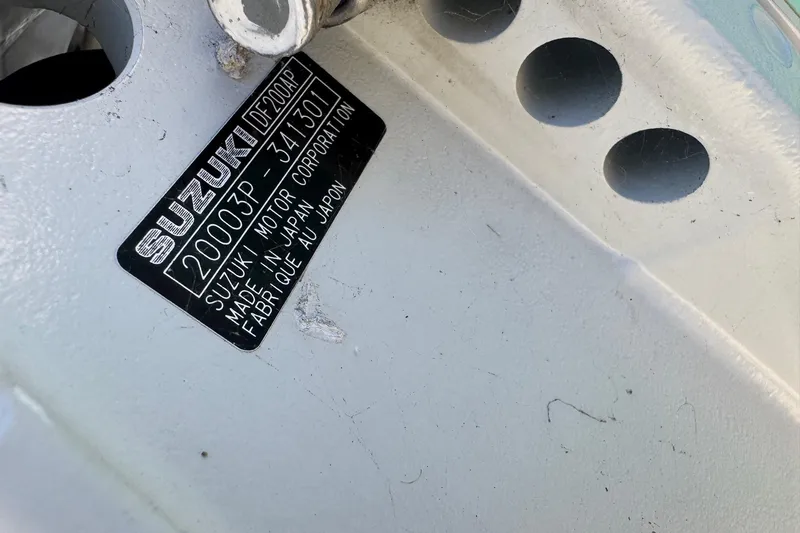 SUZUKI DF200AP
20003P-341301
SUZUKI MOTOR CORPORATION
MADE IN JAPAN
FABRIQUE AU JAPON